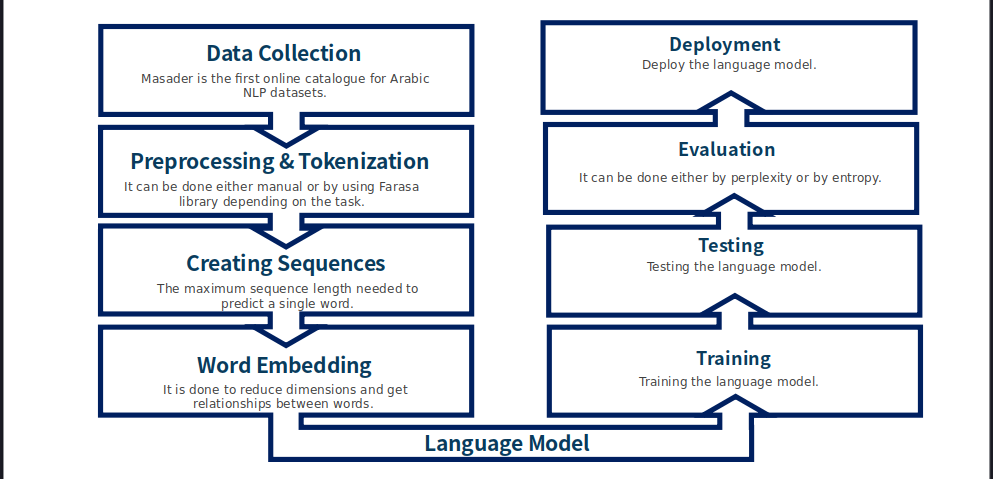 Data Collection
Masader is the first online catalogue for Arabic
NLP datasets.
Preprocessing & Tokenization
It can be done either manual or by using Farasa
library depending on the task.
Creating Sequences
The maximum sequence length needed to
predict a single word.
Word Embedding
It is done to reduce dimensions and get
relationships between words.
Language Model
Training
Training the language model.
Testing
Testing the language model.
Evaluation
It can be done either by perplexity or by entropy.
Deployment
Deploy the language model.